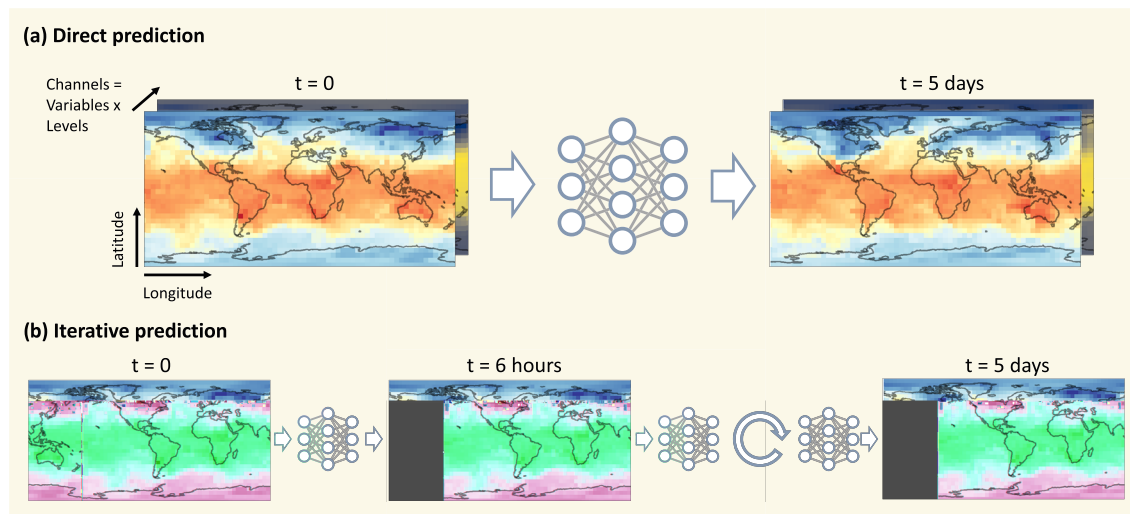 (a) Direct prediction
Channels =
Variables x
Levels
t = 0
t = 5 days
Latitude
Longitude
(b) Iterative prediction
t = 0
t = 6 hours
t = 5 days